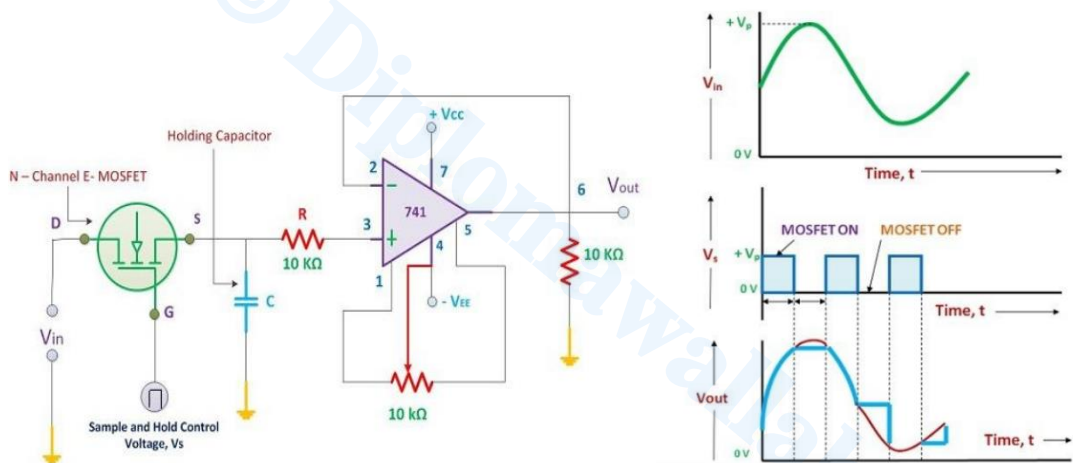 © Diplomawallah
Holding Capacitor
N – Channel E- MOSFET
D
S
G
R
10 KΩ
C
Vin
Sample and Hold Control
Voltage, Vs
+ Vcc
2
7
3
741
1
4
5
6
Vout
- VEE
10 kΩ
10 KΩ
+ Vp
Vin
0 V
Time, t
MOSFET ON
MOSFET OFF
+ Vp
Vs
0 V
Time, t
Vout
0 V
Time, t